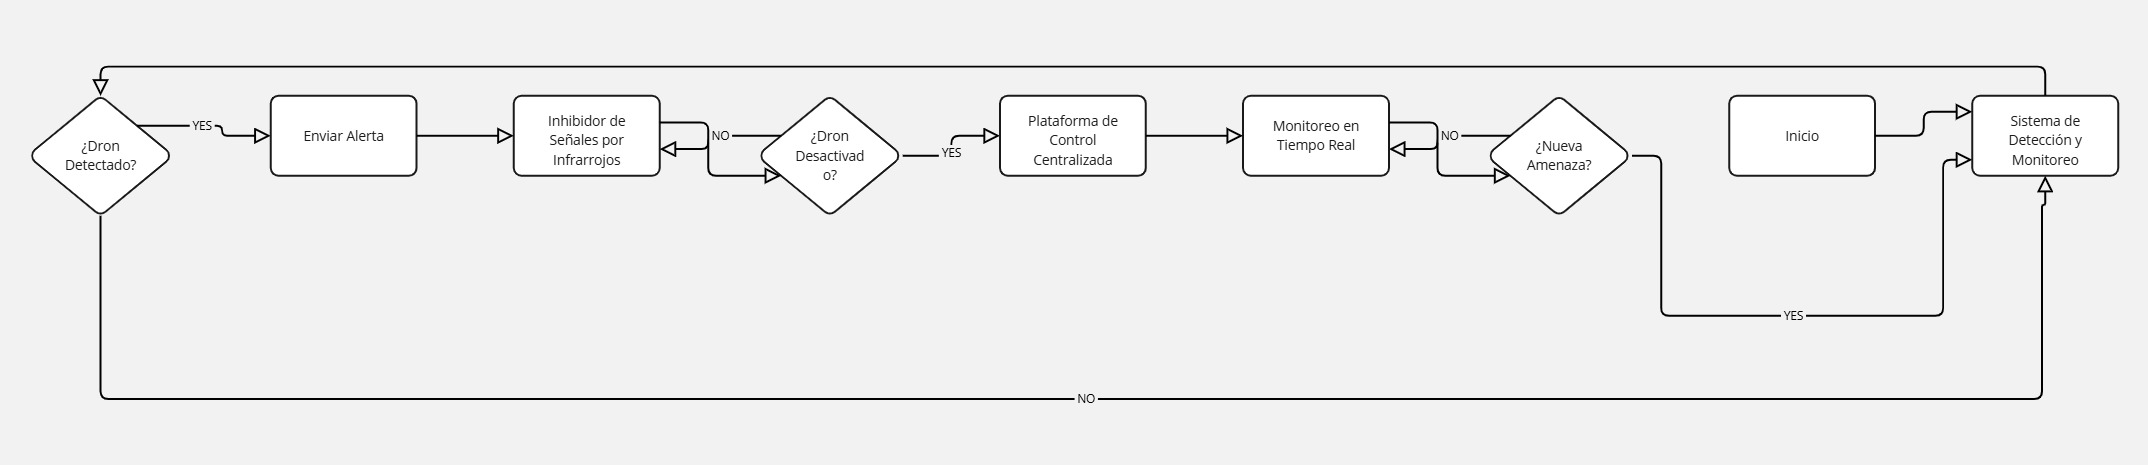 ¿Dron
Detectado?
YES
Enviar Alerta
Inhibidor de
Señales por
Infrarrojos
NO
¿Dron
Desactivad
o?
YES
Plataforma de
Control
Centralizada
Monitoreo en
Tiempo Real
NO
¿Nueva
Amenaza?
Inicio
Sistema de
Detección y
Monitoreo
YES
NO